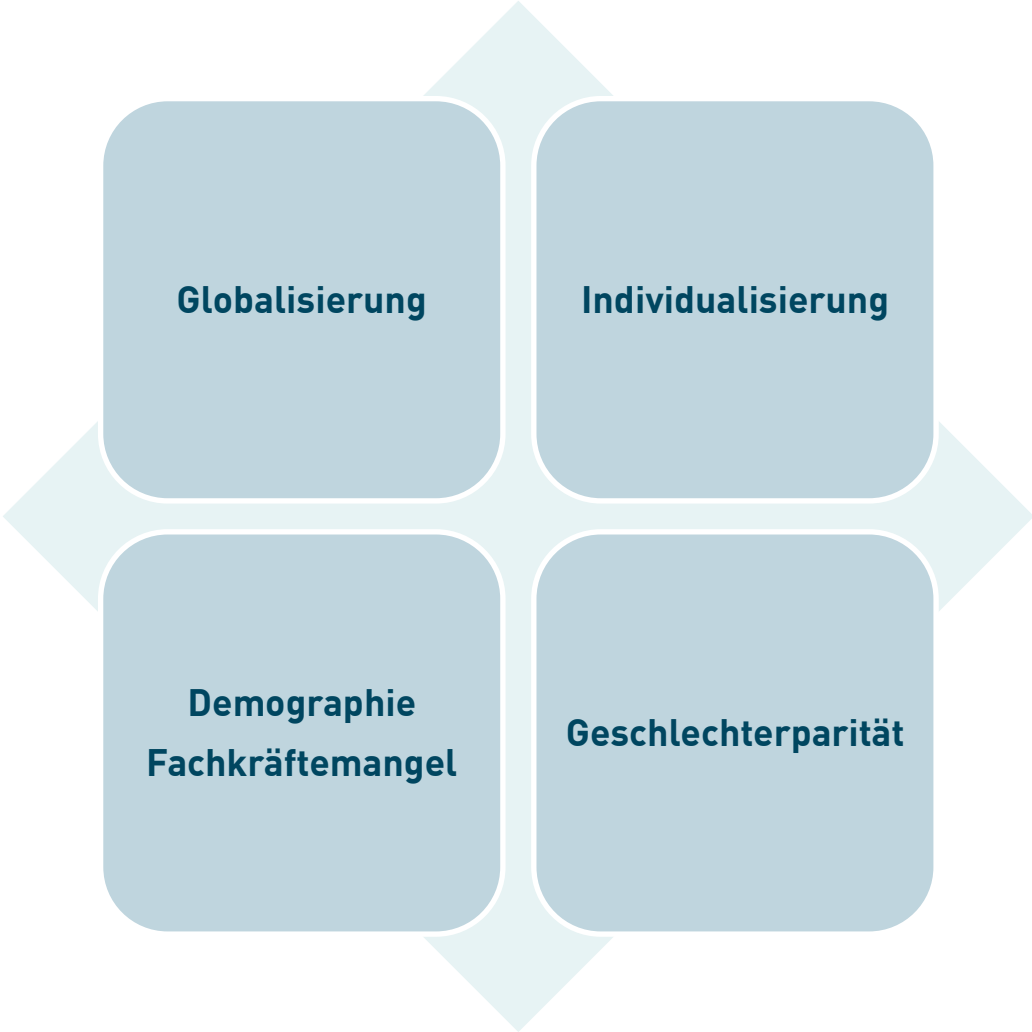 Globalisierung
Individualisierung
Demographie
Fachkräftemangel
Geschlechterparität